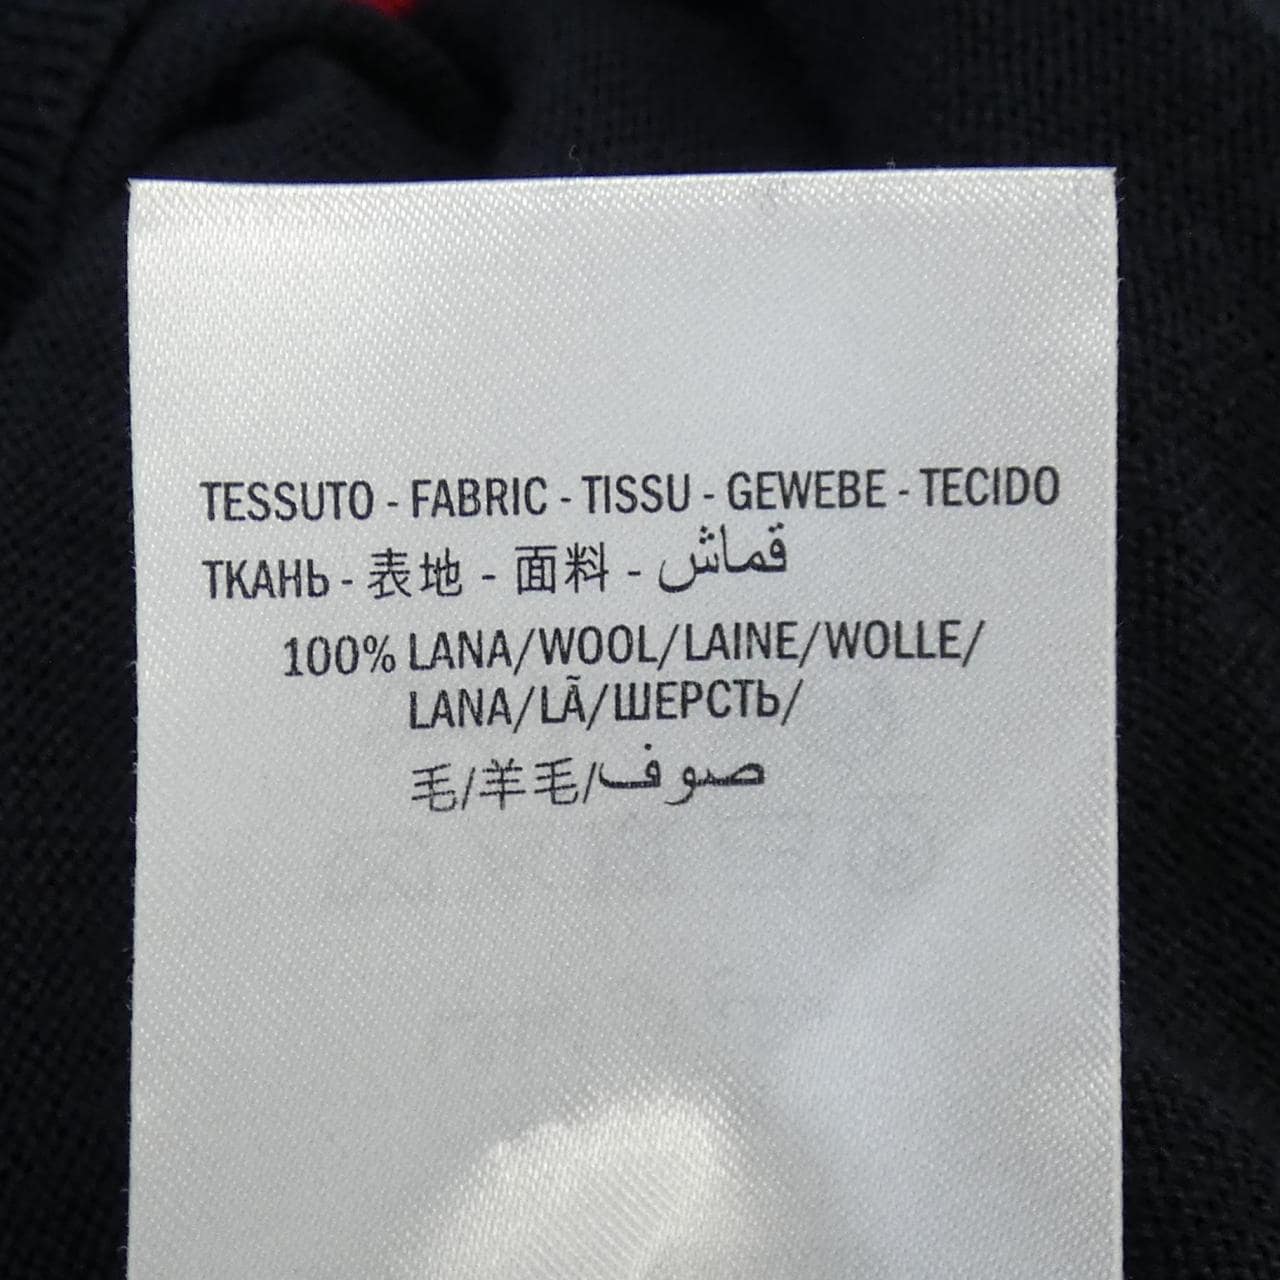 TESSUTO - FABRIC - TISSU - GEWEBE - TECIDO
ТКАНЬ - 表地 - 面料 - قماش
100% LANA/WOOL/LAINE/WOLLE/
LANA/LÃ/ШЕРСТЬ/
毛/羊毛/صوف